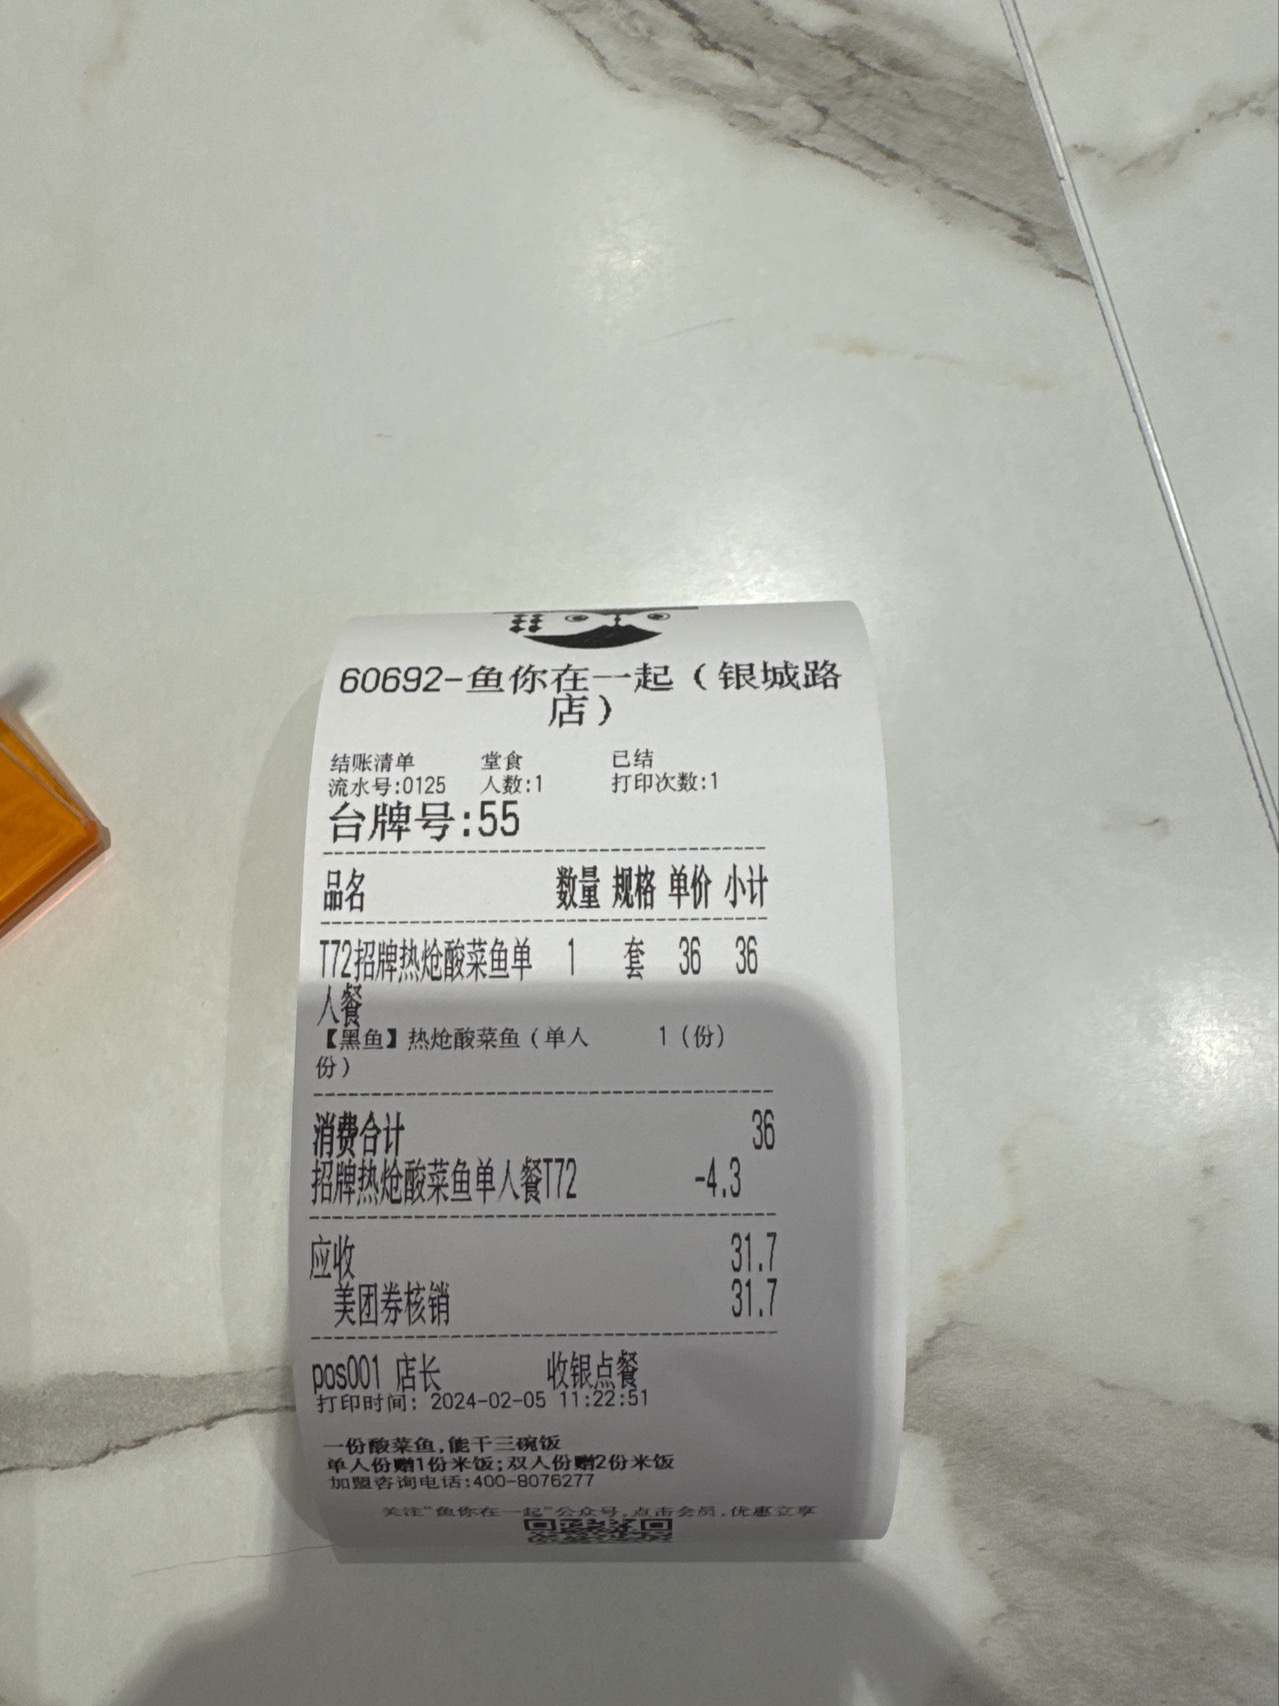 60692-鱼你在一起（银城路
店）
结账清单 堂食 已结
流水号:0125 人数:1 打印次数:1
台牌号:55
品名 数量 规格 单价 小计
T72招牌热炝酸菜鱼单 1 套 36 36
人餐
【黑鱼】热炝酸菜鱼（单人 1（份）
份）
消费合计 36
招牌热炝酸菜鱼单人餐T72 -4.3
应收 31.7
美团券核销 31.7
pos001 店长 收银点餐
打印时间: 2024-02-05 11:22:51
一份酸菜鱼,能干三碗饭
单人份赠1份米饭;双人份赠2份米饭
加盟咨询电话:400-8076277
关注"鱼你在一起"公众号,点击会员,优惠立享